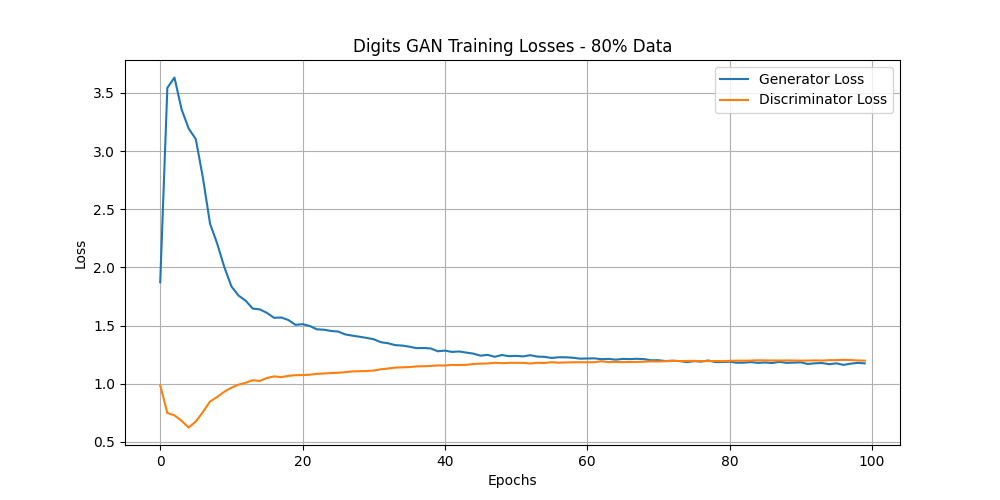 Digits GAN Training Losses - 80% Data
Generator Loss
Discriminator Loss
3.5
3.0
2.5
2.0
1.5
1.0
0.5
Loss
0 20 40 60 80 100
Epochs